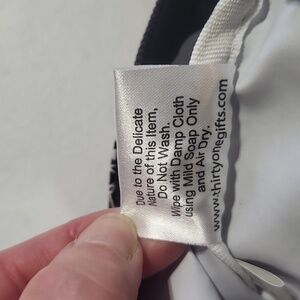 Due to the Delicate
Nature of this Item,
Do Not Wash.
Wipe with Damp Cloth
using Mild Soap Only
and Air Dry.
www.thirtyonegifts.com